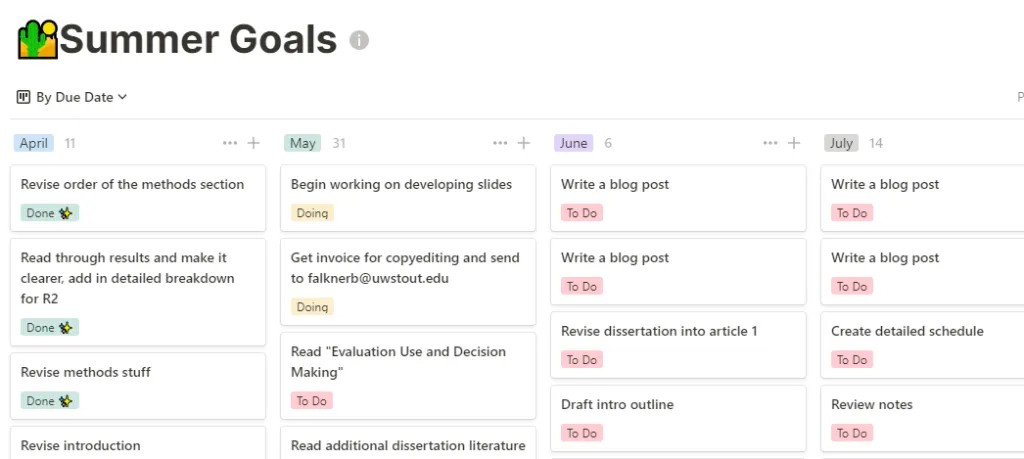 Summer Goals
By Due Date
P
April 11
Revise order of the methods section
Done
Read through results and make it
clearer, add in detailed breakdown
for R2
Done
Revise methods stuff
Done
Revise introduction
May 31
Begin working on developing slides
Doing
Get invoice for copyediting and send
to falknerb@uwstout.edu
Doing
Read "Evaluation Use and Decision
Making"
To Do
Read additional dissertation literature
June 6
Write a blog post
To Do
Write a blog post
To Do
Revise dissertation into article 1
To Do
Draft intro outline
To Do
July 14
Write a blog post
To Do
Write a blog post
To Do
Create detailed schedule
To Do
Review notes
To Do